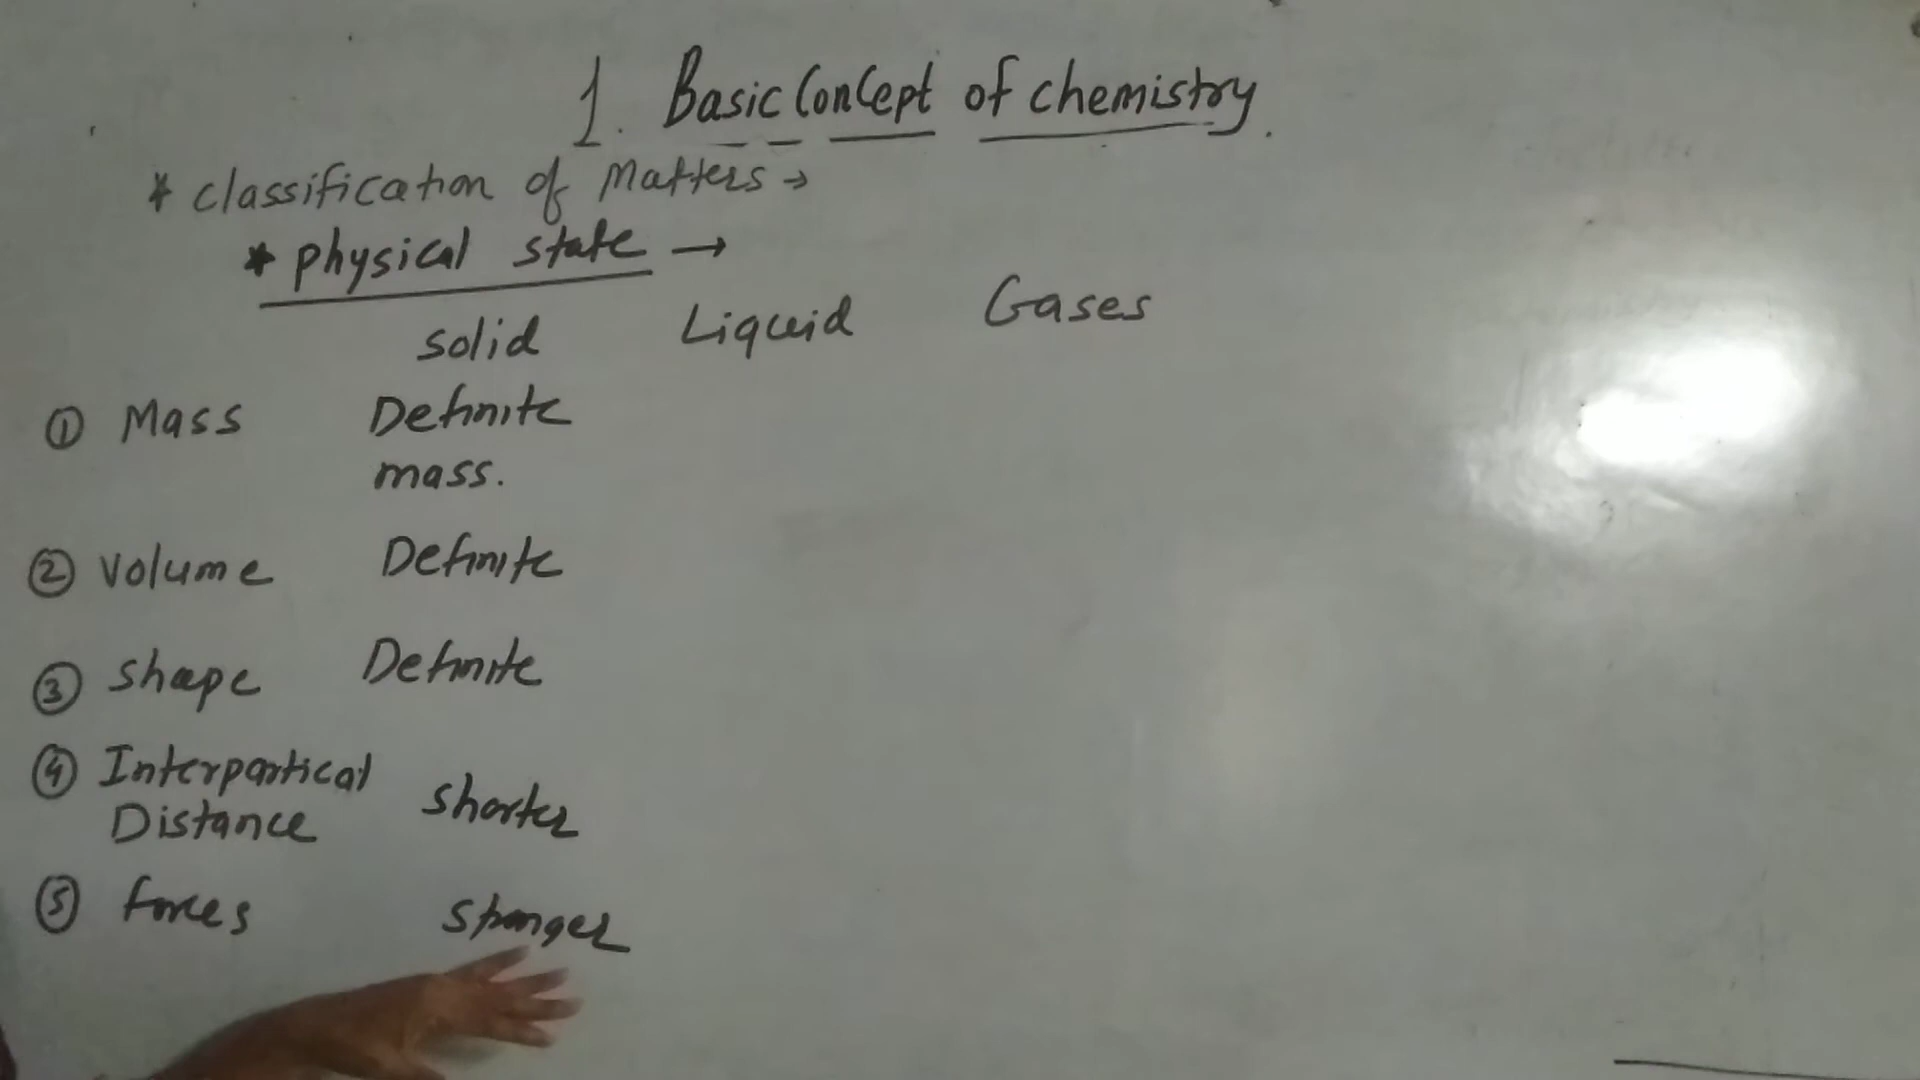 1. Basic Concept of chemistry.
* classification of Matters →
* physical state →
solid Liquid Gases
① Mass Definite
mass.
② volume Definite
③ shape Definite
④ Interpartical
Distance shorter
⑤ forces stronger